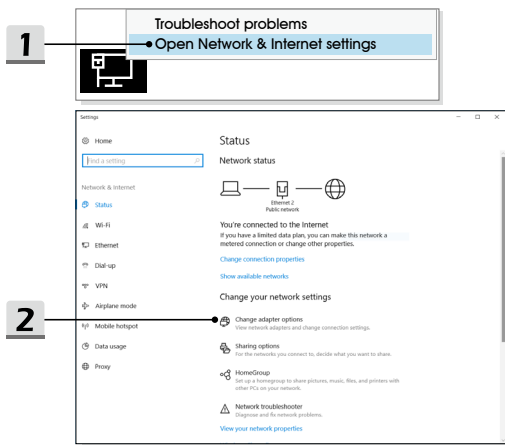 Troubleshoot problems
1
Open Network & Internet settings
Settings
Home
Status
Find a setting
Network status
Network & Internet
Status
Ethernet 2
Public network
Wi-Fi
You're connected to the Internet
If you have a limited data plan, you can make this network a
metered connection or change other properties.
Ethernet
Change connection properties
Dial-up
Show available networks
VPN
Change your network settings
Airplane mode
2
Change adapter options
View network adapters and change connection settings.
Mobile hotspot
Data usage
Sharing options
For the networks you connect to, decide what you want to share.
Proxy
HomeGroup
Set up a homegroup to share pictures, music, files, and printers with
other PCs on your network.
Network troubleshooter
Diagnose and fix network problems.
View your network properties